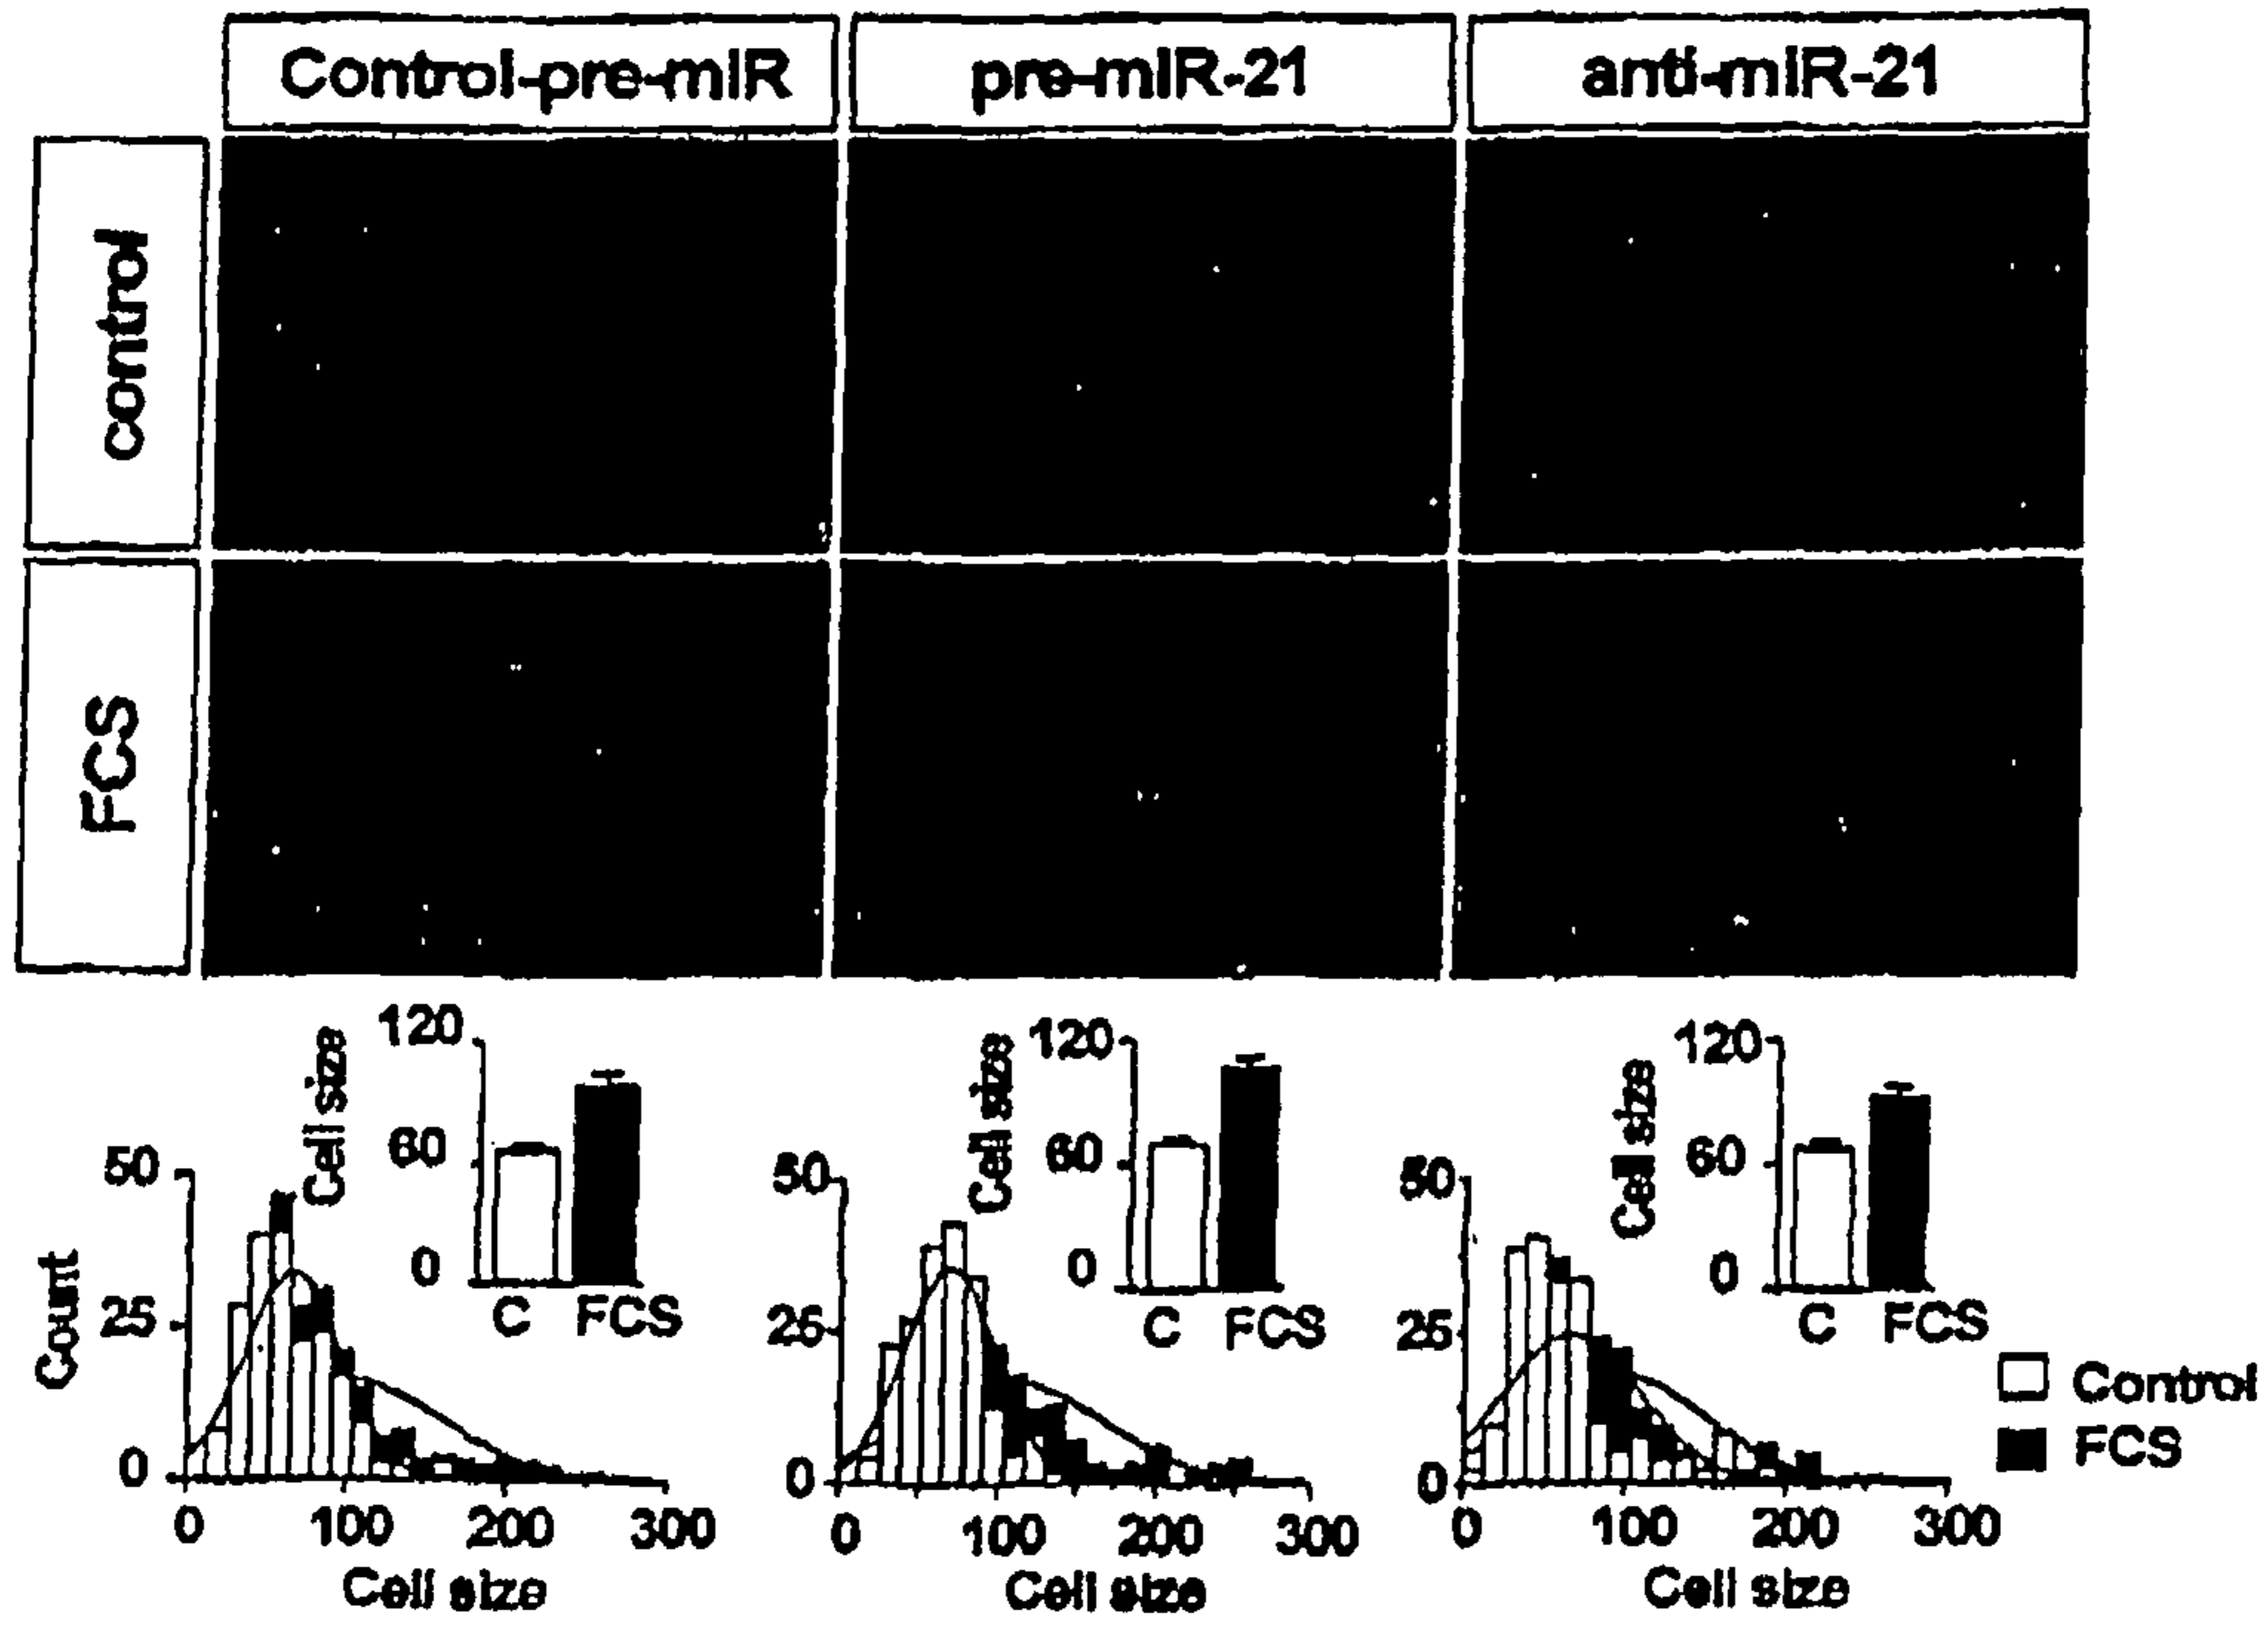 Control-pre-miR
pre-miR-21
anti-miR-21
control
FCS
120
60
0
Cell size
C FCS
50
25
0
Count
0 100 200 300
Cell size
120
60
0
Cell size
C FCS
50
25
0
0 100 200 300
Cell size
120
60
0
Cell size
C FCS
50
25
0
0 100 200 300
Cell size
Control
FCS